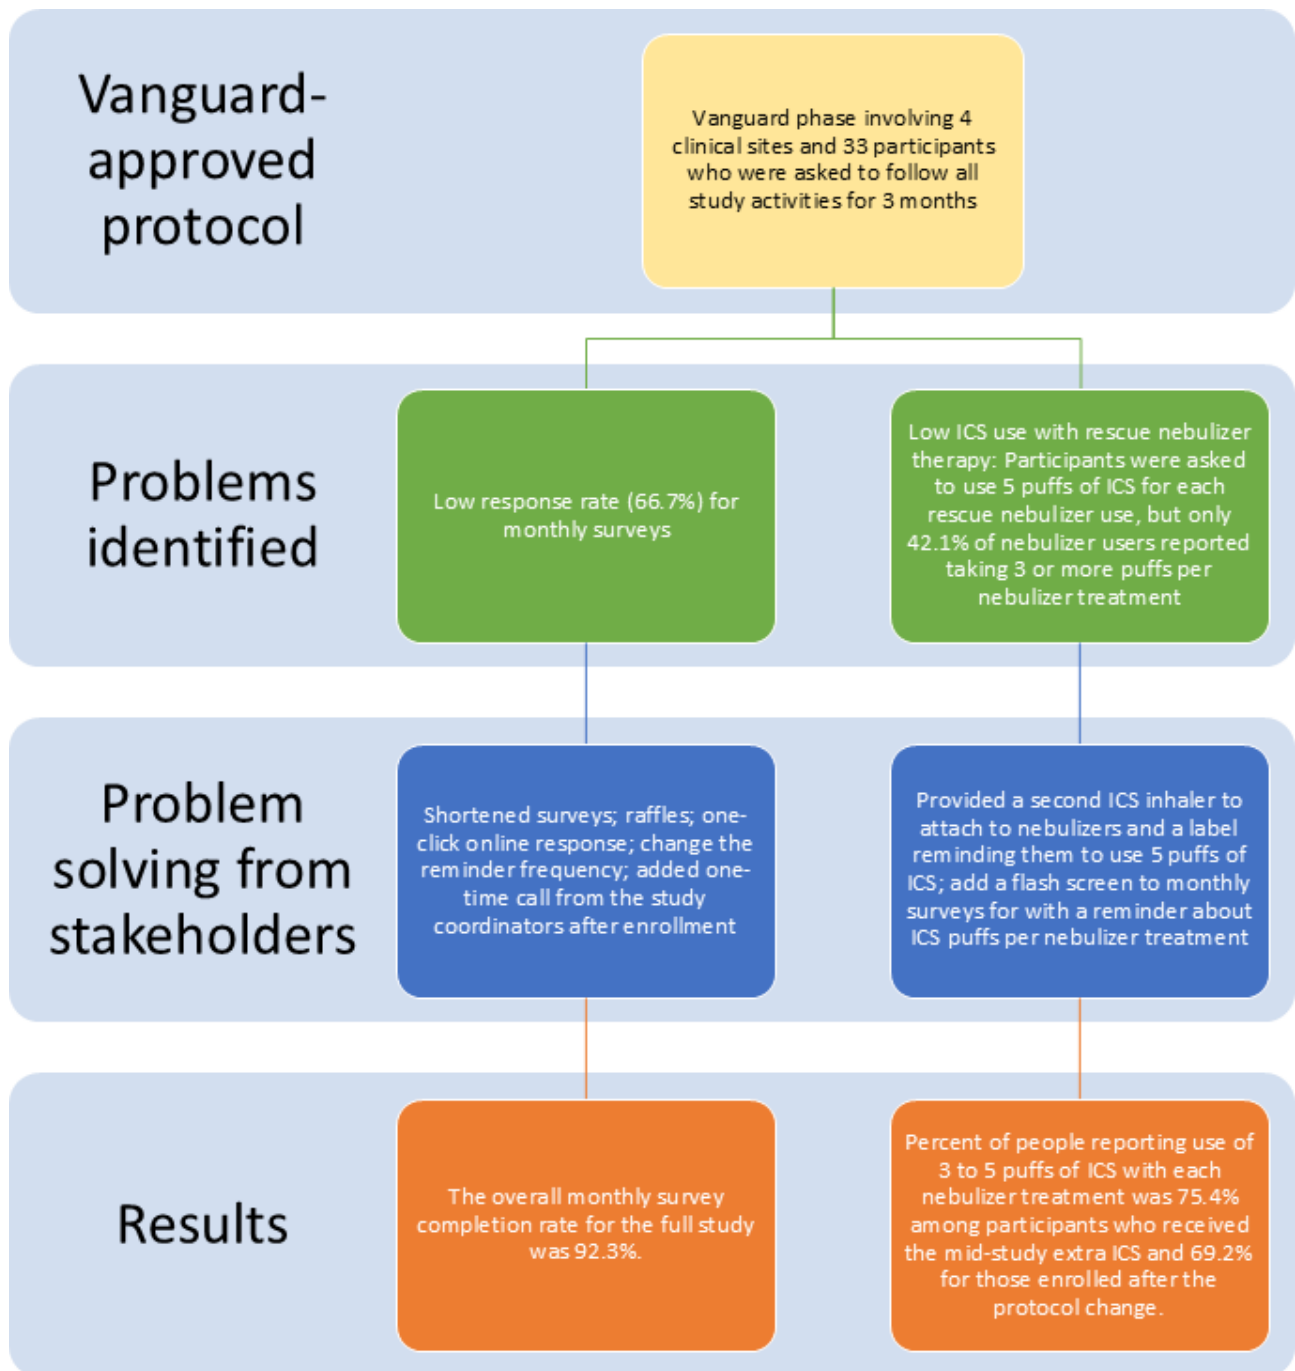 Vanguard-
approved
protocol
Vanguard phase involving 4
clinical sites and 33 participants
who were asked to follow all
study activities for 3 months
Problems
identified
Low response rate (66.7%) for
monthly surveys
Low ICS use with rescue nebulizer
therapy: Participants were asked
to use 5 puffs of ICS for each
rescue nebulizer use, but only
42.1% of nebulizer users reported
taking 3 or more puffs per
nebulizer treatment
Problem
solving from
stakeholders
Shortened surveys; raffles; one-
click online response; change the
reminder frequency; added one-
time call from the study
coordinators after enrollment
Provided a second ICS inhaler to
attach to nebulizers and a label
reminding them to use 5 puffs of
ICS; add a flash screen to monthly
surveys for with a reminder about
ICS puffs per nebulizer treatment
Results
The overall monthly survey
completion rate for the full study
was 92.3%.
Percent of people reporting use of
3 to 5 puffs of ICS with each
nebulizer treatment was 75.4%
among participants who received
the mid-study extra ICS and 69.2%
for those enrolled after the
protocol change.